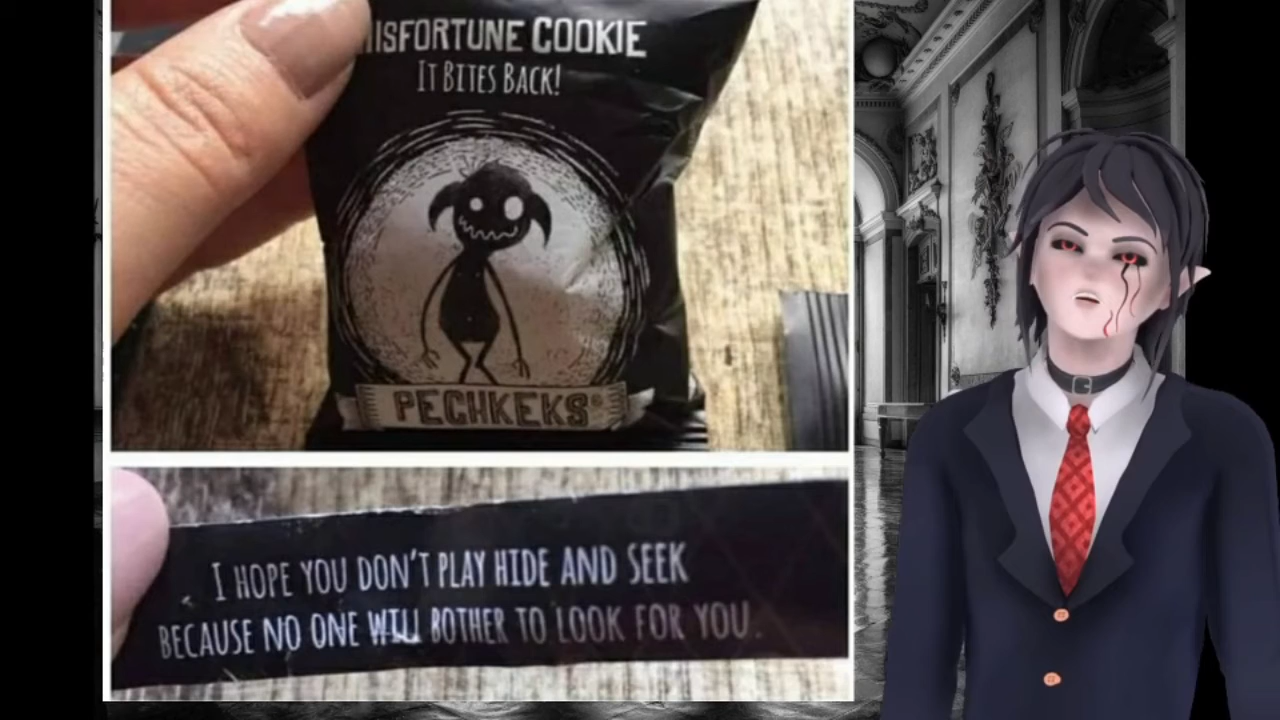 ISFORTUNE COOKIE
IT BITES BACK!
PECHKEKS®
I HOPE YOU DON'T PLAY HIDE AND SEEK
BECAUSE NO ONE WILL BOTHER TO LOOK FOR YOU.